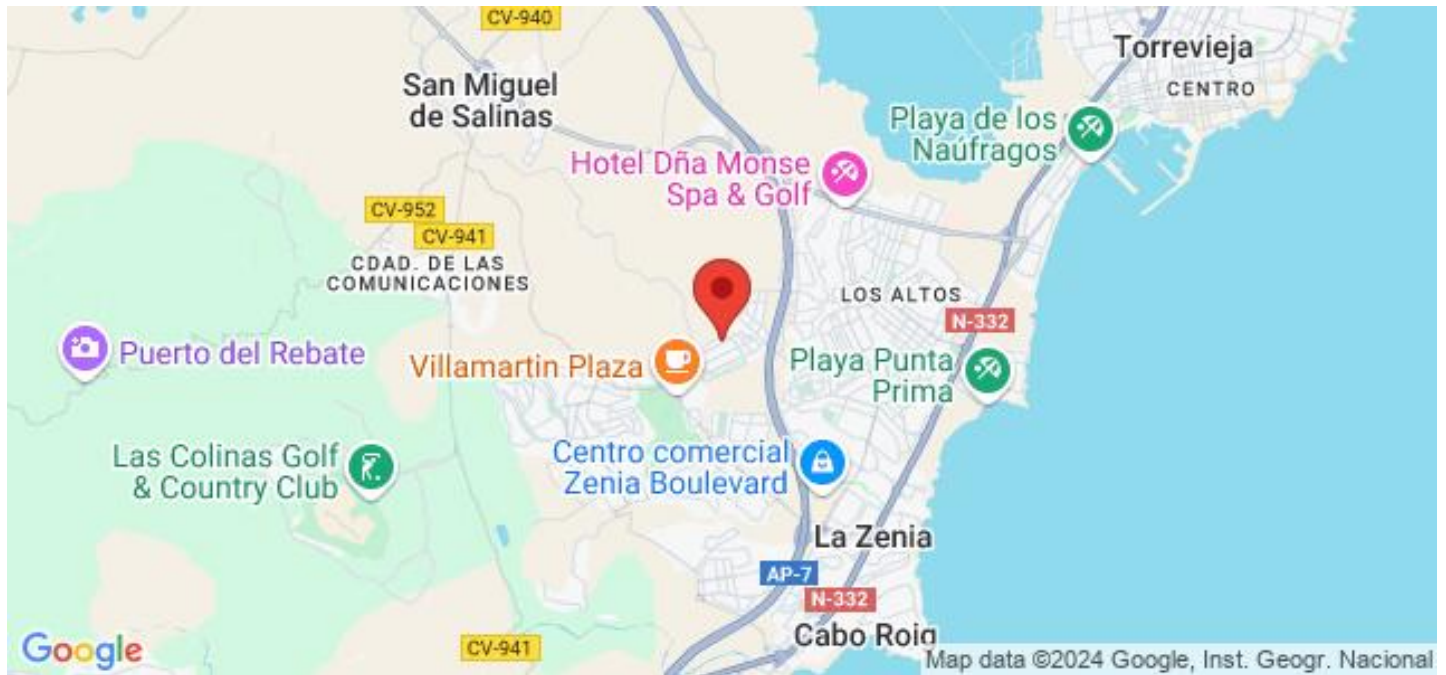 CV-940
Torrevieja
CENTRO
San Miguel
de Salinas
Playa de los
Naúfragos
Hotel Dña Monse
Spa & Golf
CV-952
CV-941
CDAD. DE LAS
COMUNICACIONES
LOS ALTOS
N-332
Puerto del Rebate
Villamartin Plaza
Playa Punta
Prima
Las Colinas Golf
& Country Club
Centro comercial
Zenia Boulevard
La Zenia
AP-7
N-332
Cabo Roig
CV-941
Google
Map data ©2024 Google, Inst. Geogr. Nacional